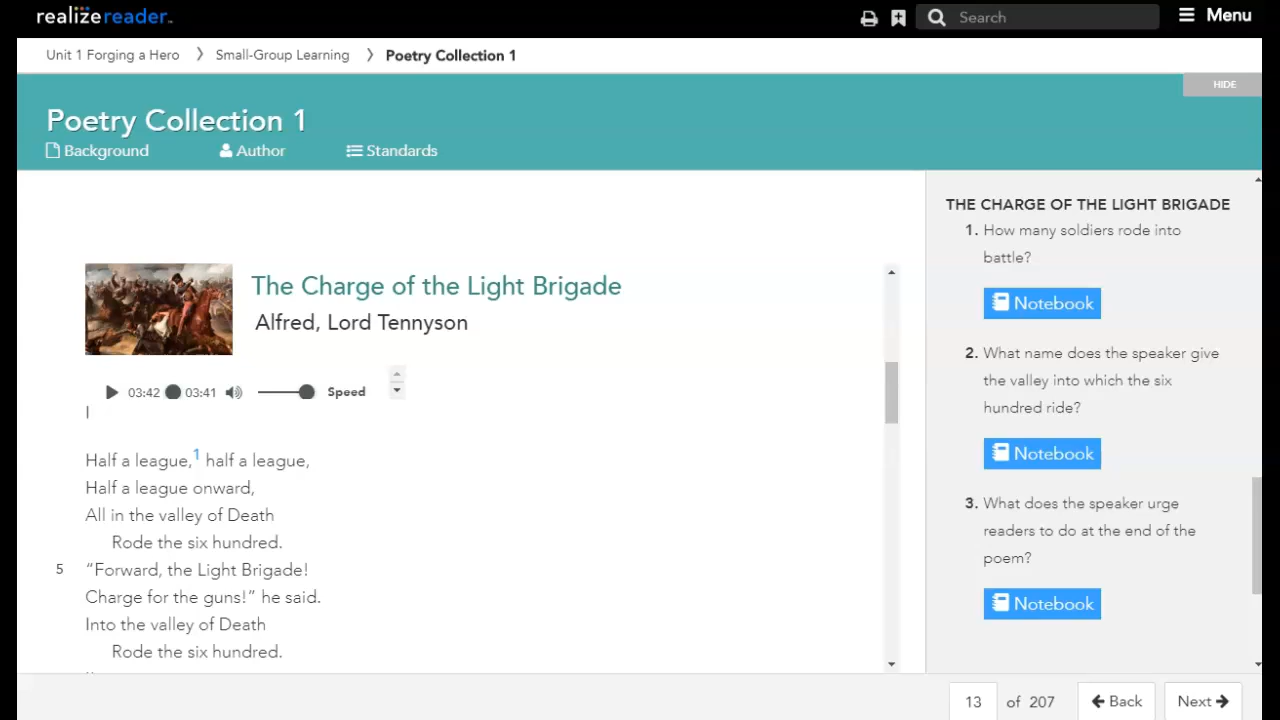 realizereader™
Search
Menu
Unit 1 Forging a Hero
Small-Group Learning
Poetry Collection 1
HIDE
Poetry Collection 1
Background
Author
Standards
The Charge of the Light Brigade
Alfred, Lord Tennyson
03:42
03:41
Speed
I
Half a league,1 half a league,
Half a league onward,
All in the valley of Death
Rode the six hundred.
5 “Forward, the Light Brigade!
Charge for the guns!” he said.
Into the valley of Death
Rode the six hundred.
THE CHARGE OF THE LIGHT BRIGADE
1. How many soldiers rode into
battle?
Notebook
2. What name does the speaker give
the valley into which the six
hundred ride?
Notebook
3. What does the speaker urge
readers to do at the end of the
poem?
Notebook
13 of 207
Back
Next